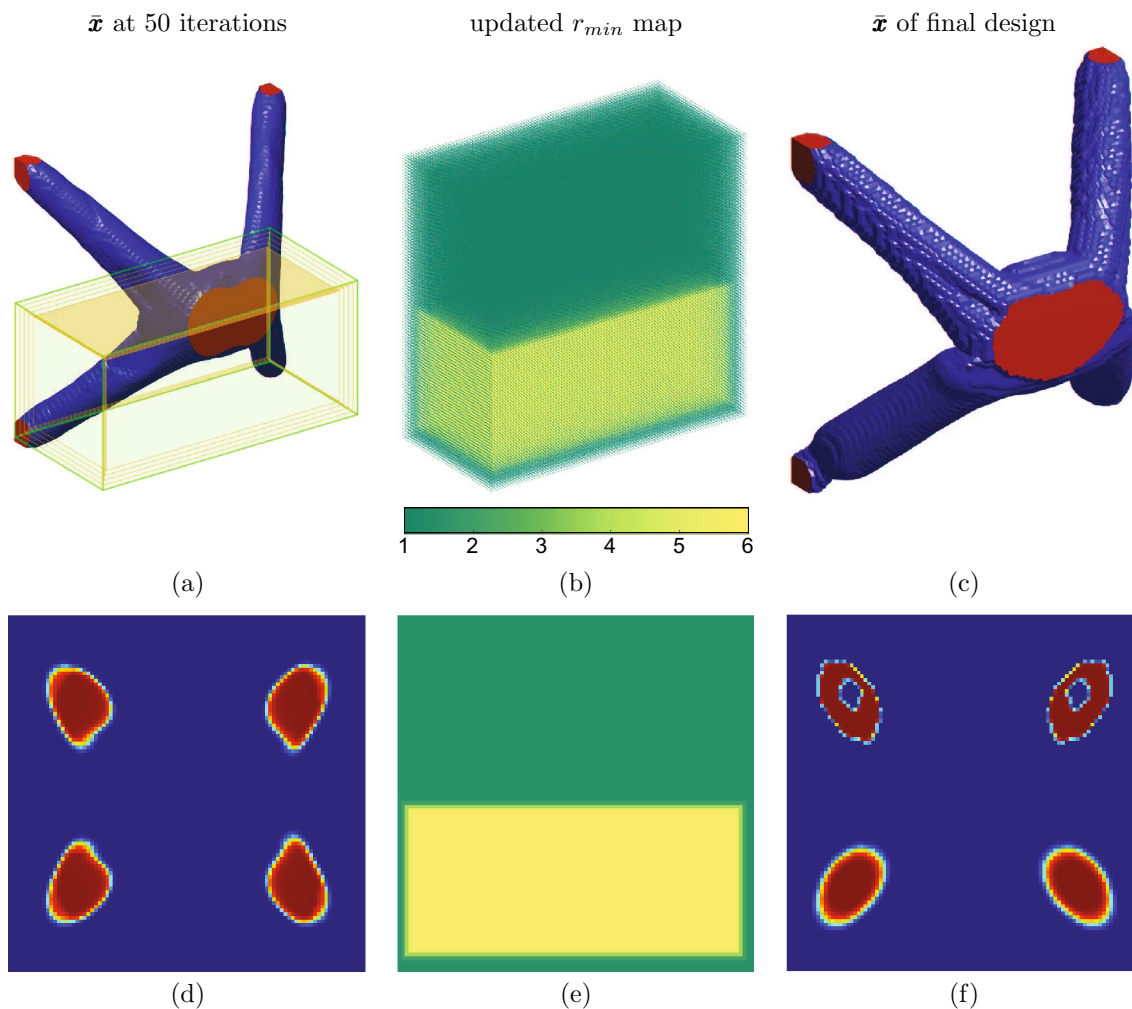 x̄ at 50 iterations
updated r_min map
x̄ of final design
1 2 3 4 5 6
(a)
(b)
(c)
(d)
(e)
(f)